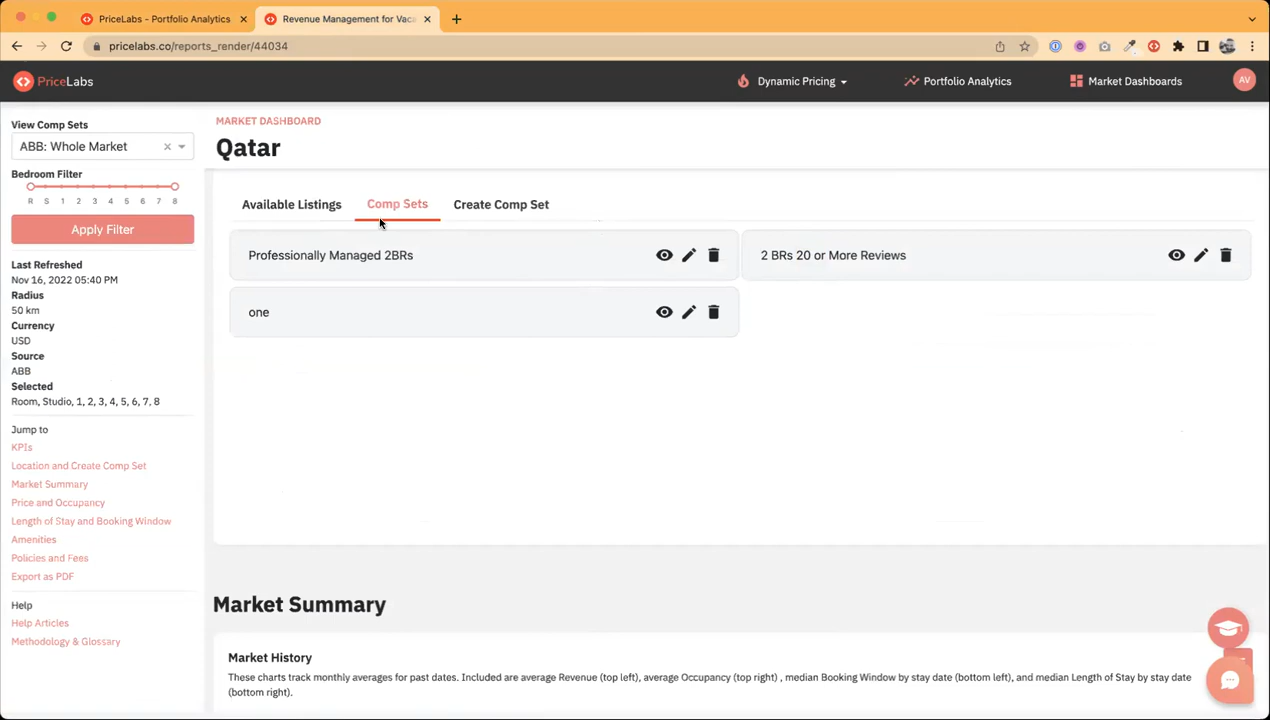 PriceLabs - Portfolio Analytics
Revenue Management for Vaca
pricelabs.co/reports_render/44034
PriceLabs
Dynamic Pricing
Portfolio Analytics
Market Dashboards
AV
View Comp Sets
ABB: Whole Market
Bedroom Filter
R S 1 2 3 4 5 6 7 8
Apply Filter
Last Refreshed
Nov 16, 2022 05:40 PM
Radius
50 km
Currency
USD
Source
ABB
Selected
Room, Studio, 1, 2, 3, 4, 5, 6, 7, 8
Jump to
KPIs
Location and Create Comp Set
Market Summary
Price and Occupancy
Length of Stay and Booking Window
Amenities
Policies and Fees
Export as PDF
Help
Help Articles
Methodology & Glossary
MARKET DASHBOARD
Qatar
Available Listings
Comp Sets
Create Comp Set
Professionally Managed 2BRs
2 BRs 20 or More Reviews
one
Market Summary
Market History
These charts track monthly averages for past dates. Included are average Revenue (top left), average Occupancy (top right) , median Booking Window by stay date (bottom left), and median Length of Stay by stay date
(bottom right).